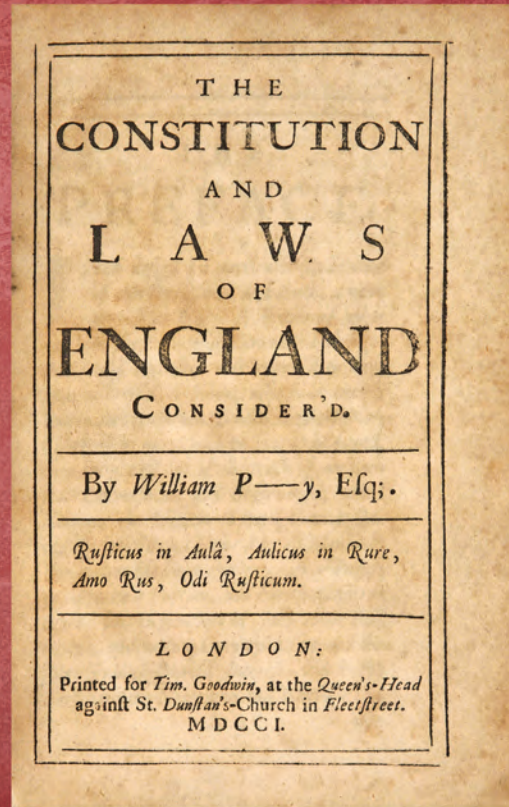 THE
CONSTITUTION
AND
LAWS
OF
ENGLAND
CONSIDER'D.
By William P——y, Eſq;.
Ruſticus in Aulâ, Aulicus in Rure,
Amo Rus, Odi Ruſticum.
LONDON:
Printed for Tim. Goodwin, at the Queen's-Head
againſt St. Dunſtan's-Church in Fleetſtreet.
MDCCI.